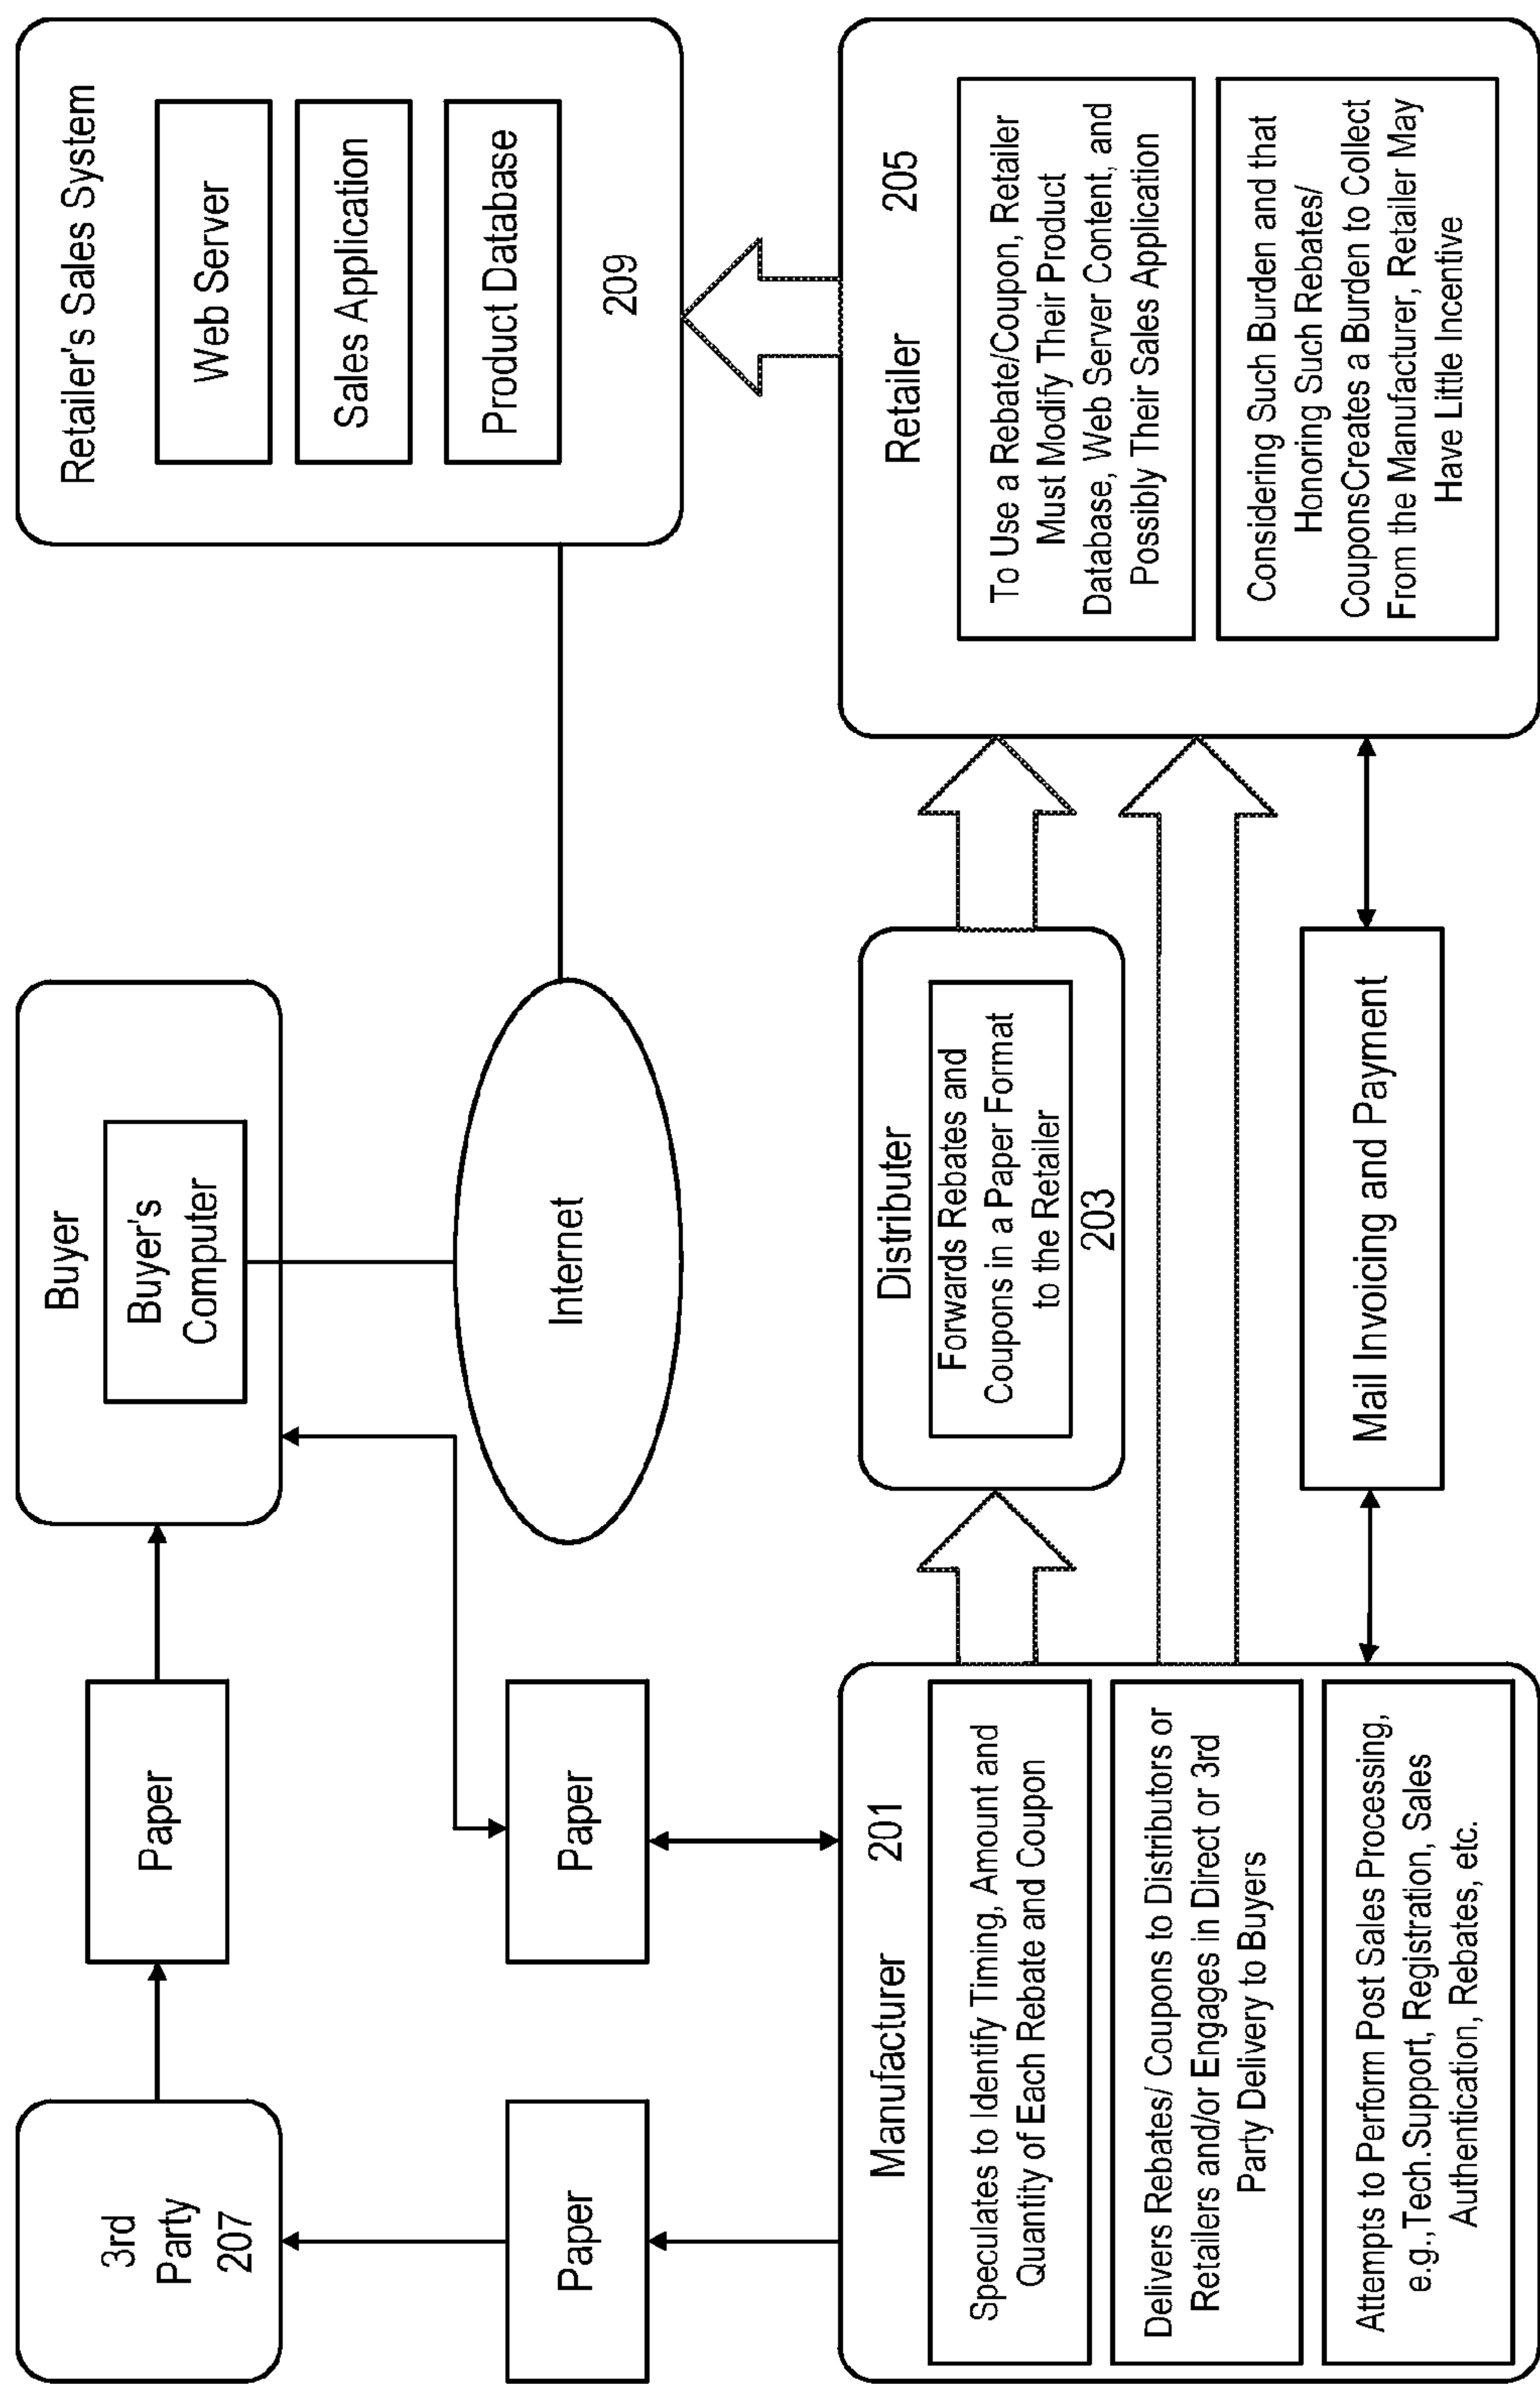 3rd
Party
207
Paper
Buyer
Buyer's
Computer
Retailer's Sales System
Web Server
Sales Application
Product Database
209
Paper
Paper
Internet
Manufacturer 201
Speculates to Identify Timing, Amount and
Quantity of Each Rebate and Coupon
Delivers Rebates/ Coupons to Distributors or
Retailers and/or Engages in Direct or 3rd
Party Delivery to Buyers
Attempts to Perform Post Sales Processing,
e.g.,Tech.Support, Registration, Sales
Authentication, Rebates, etc.
Distributer
Forwards Rebates and
Coupons in a Paper Format
to the Retailer
203
Mail Invoicing and Payment
Retailer 205
To Use a Rebate/Coupon, Retailer
Must Modify Their Product
Database, Web Server Content, and
Possibly Their Sales Application
Considering Such Burden and that
Honoring Such Rebates/
CouponsCreates a Burden to Collect
From the Manufacturer, Retailer May
Have Little Incentive